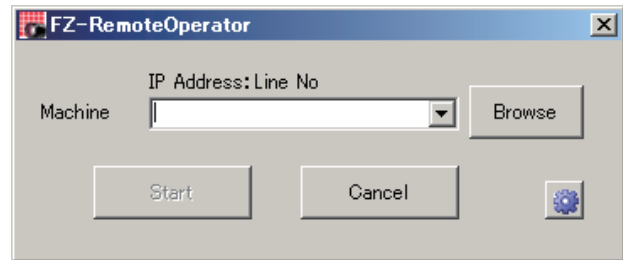 FZ-RemoteOperator
IP Address:Line No
Machine
Browse
Start
Cancel